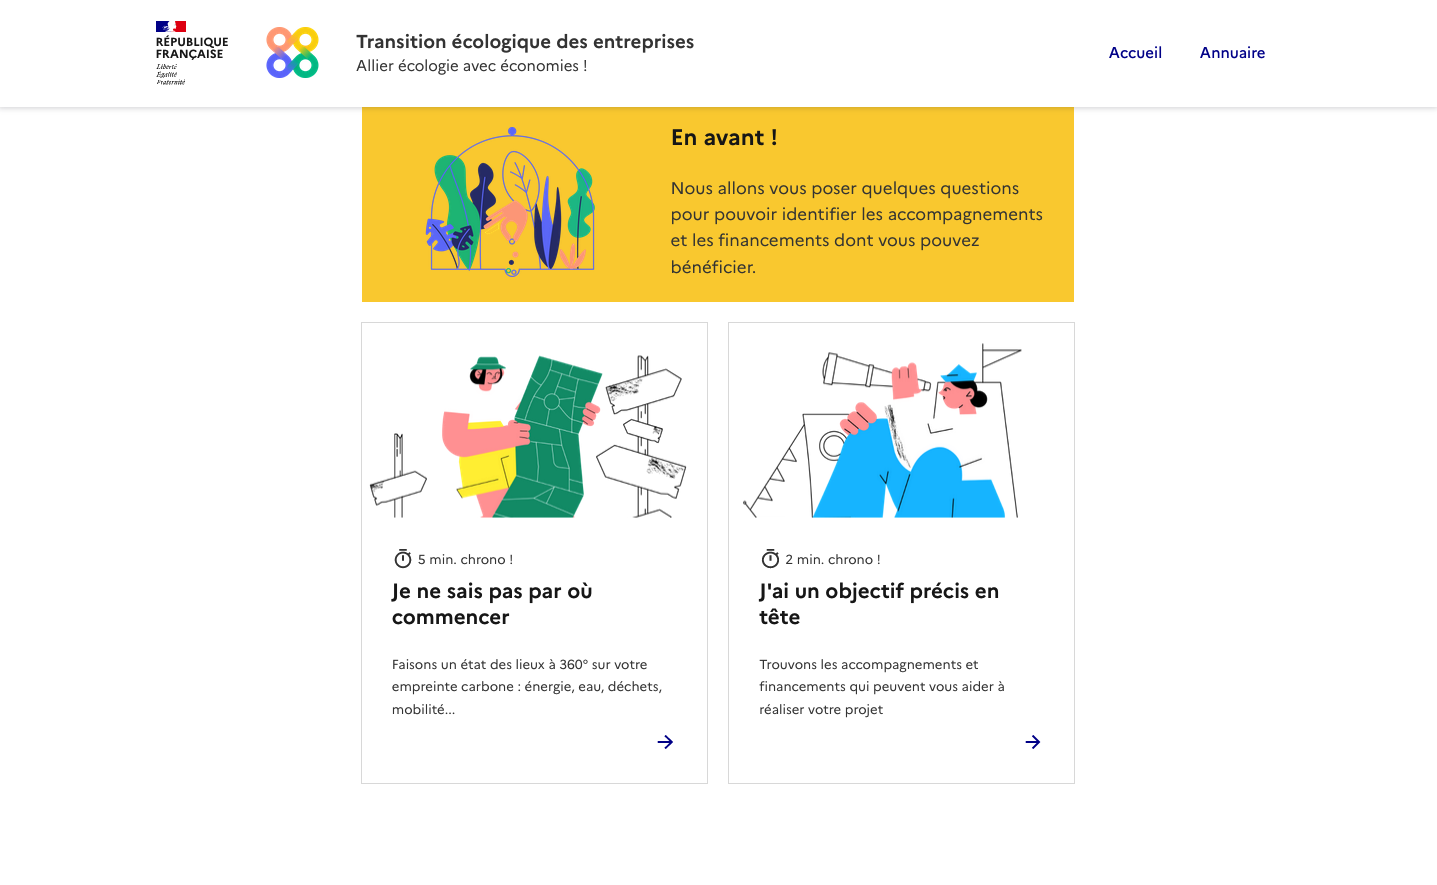 RÉPUBLIQUE
FRANÇAISE
Liberté
Égalité
Fraternité
Transition écologique des entreprises
Allier écologie avec économies !
Accueil
Annuaire
En avant !
Nous allons vous poser quelques questions
pour pouvoir identifier les accompagnements
et les financements dont vous pouvez
bénéficier.
5 min. chrono !
Je ne sais pas par où
commencer
Faisons un état des lieux à 360° sur votre
empreinte carbone : énergie, eau, déchets,
mobilité...
2 min. chrono !
J'ai un objectif précis en
tête
Trouvons les accompagnements et
financements qui peuvent vous aider à
réaliser votre projet